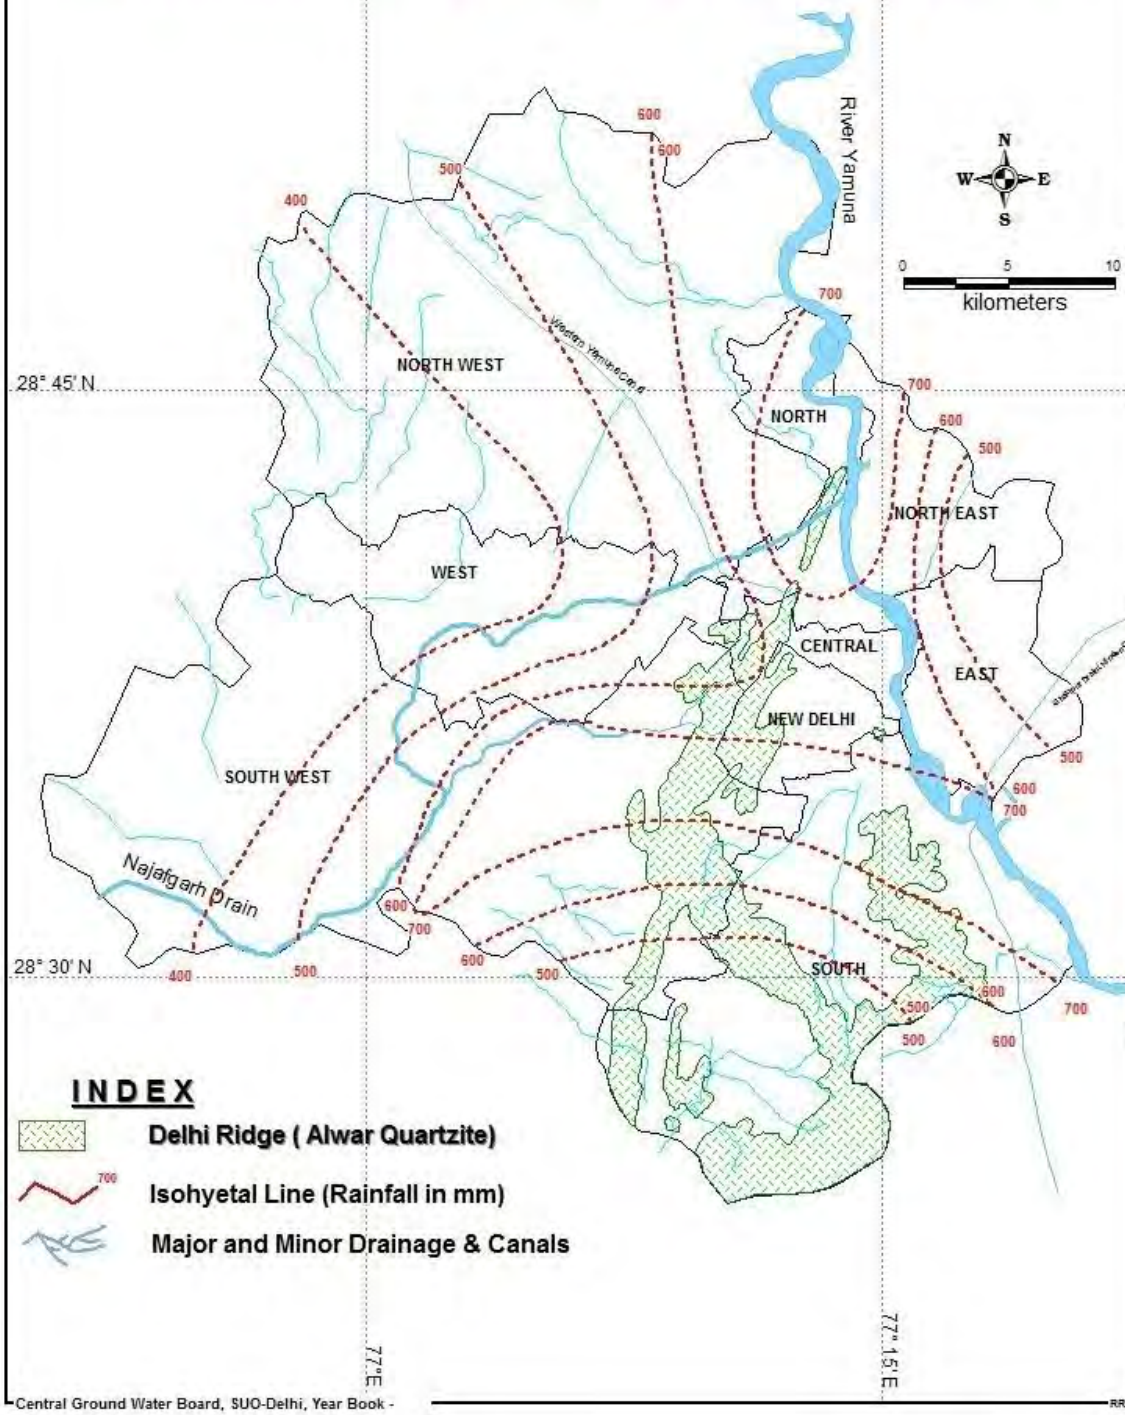 600
600
River Yamuna
N
W E
S
500
400
0 5 10
kilometers
700
Western Yamuna Canal
NORTH WEST
28° 45' N
700
NORTH
600
500
NORTH EAST
WEST
CENTRAL
EAST
NEW DELHI
500
SOUTH WEST
600
700
Najafgarh Drain
600
700
600
500
400
500
28° 30' N
SOUTH
600
500
700
500
600
INDEX
Delhi Ridge ( Alwar Quartzite)
700
Isohyetal Line (Rainfall in mm)
Major and Minor Drainage & Canals
77°E
77° 15'E
Central Ground Water Board, SUO-Delhi, Year Book -
RR